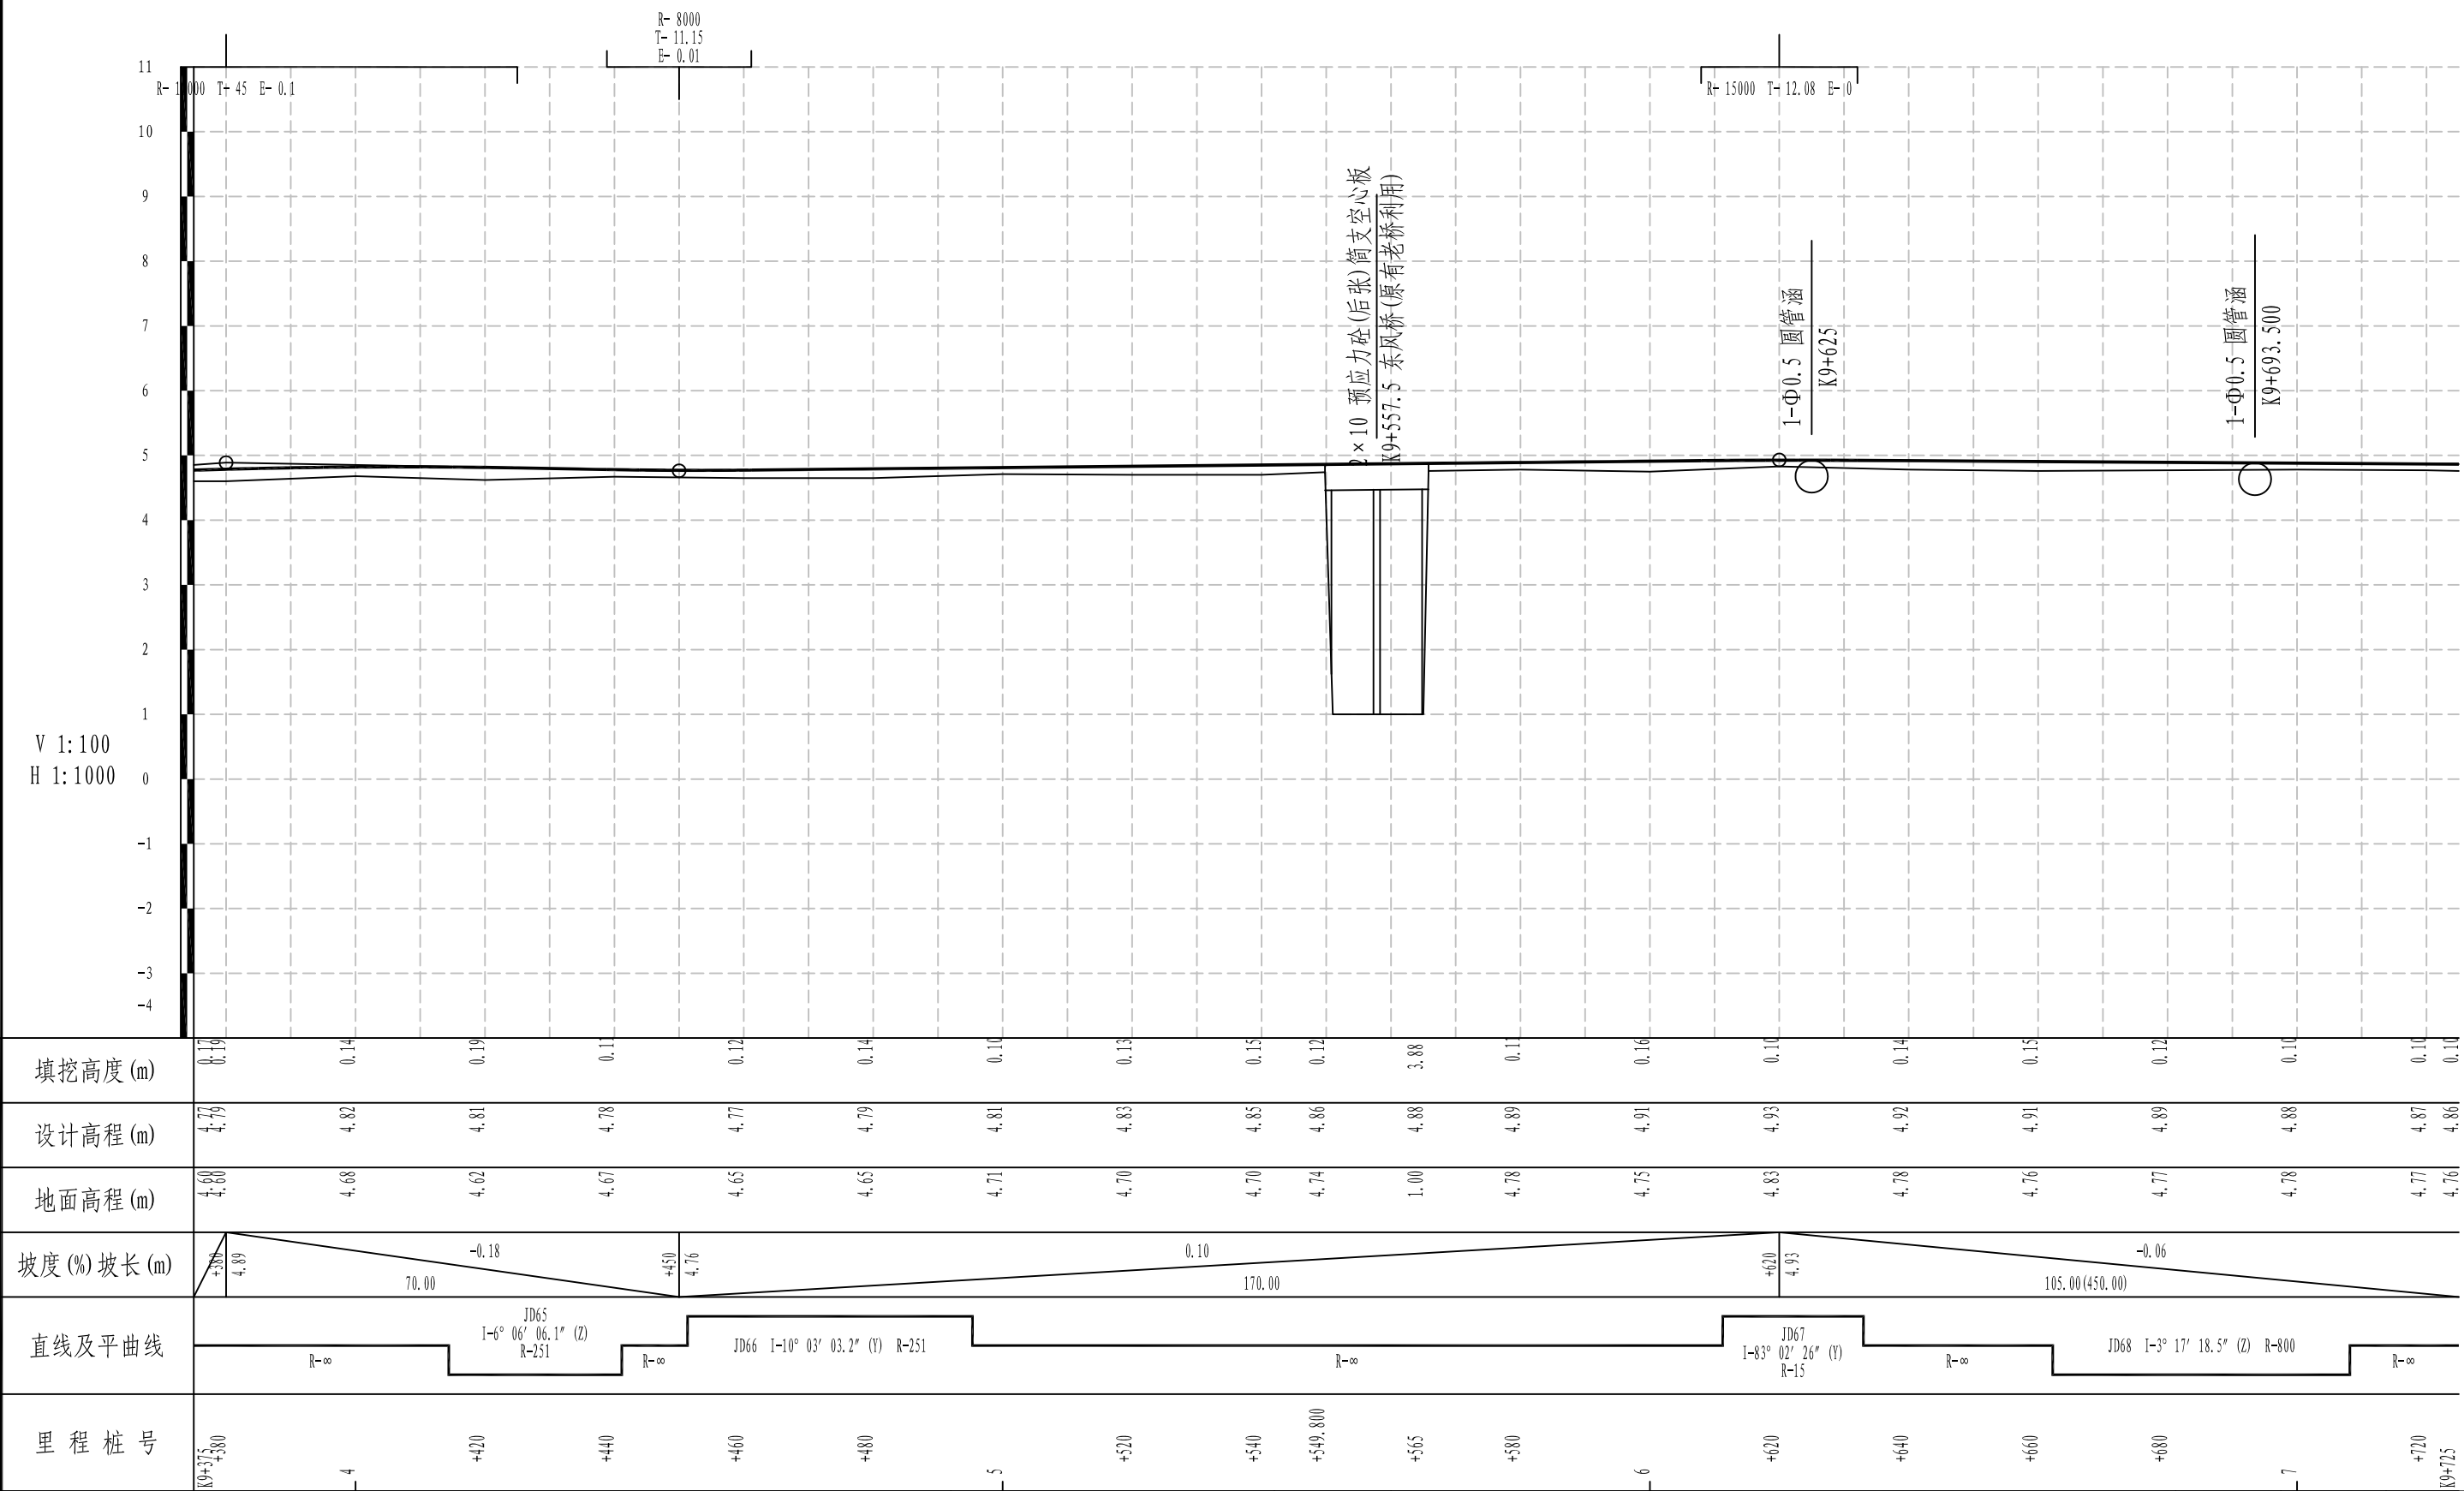 R- 8000
T- 11.15
E- 0.01
T- 45 E- 0.1
R- 15000 T- 12.08 E- 0
11
10
9
8
7
6
5
4
3
2
1
0
-1
-2
-3
-4
V 1:100
H 1:1000
2×10 预应力砼(后张)简支空心板
K9+557.5 东风桥(原有老桥利用)
1-Φ0.5 圆管涵
K9+625
1-Φ0.5 圆管涵
K9+693.500
填挖高度(m) 0.17 0.19 0.14 0.19 0.11 0.12 0.14 0.10 0.13 0.15 0.12 3.88 0.11 0.16 0.10 0.14 0.15 0.12 0.10 0.10 0.10
设计高程(m) 4.77 4.79 4.82 4.81 4.78 4.77 4.79 4.81 4.83 4.85 4.86 4.88 4.89 4.91 4.93 4.92 4.91 4.89 4.88 4.87 4.86
地面高程(m) 4.60 4.60 4.68 4.62 4.67 4.65 4.65 4.71 4.70 4.70 4.74 1.00 4.78 4.75 4.83 4.78 4.76 4.77 4.78 4.77 4.76
坡度(%)坡长(m)
+380 4.89 -0.18 70.00
+450 4.76 0.10 170.00
+620 4.93 -0.06 105.00(450.00)
直线及平曲线
R-∞
JD65
I-6° 06′ 06.1″ (Z)
R-251
R-∞
JD66 I-10° 03′ 03.2″ (Y) R-251
R-∞
JD67
I-83° 02′ 26″ (Y)
R-15
R-∞
JD68 I-3° 17′ 18.5″ (Z) R-800
R-∞
里 程 桩 号 K9+375 +380 4 +420 +440 +460 +480 5 +520 +540 +549.800 +565 +580 6 +620 +640 +660 +680 7 +720 K9+725